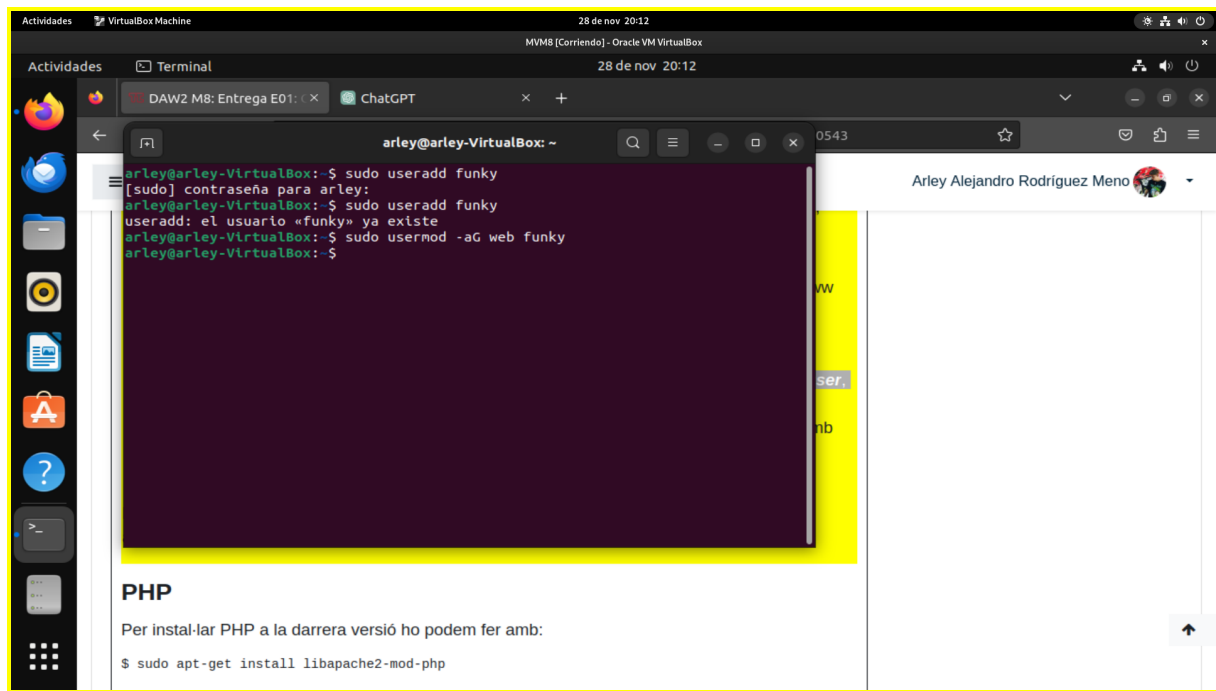 Actividades VirtualBox Machine 28 de nov 20:12
MVM8 [Corriendo] - Oracle VM VirtualBox
Actividades Terminal 28 de nov 20:12
DAW2 M8: Entrega E01: ChatGPT
0543
arley@arley-VirtualBox: ~
Arley Alejandro Rodríguez Meno
arley@arley-VirtualBox:~$ sudo useradd funky
[sudo] contraseña para arley:
arley@arley-VirtualBox:~$ sudo useradd funky
useradd: el usuario «funky» ya existe
arley@arley-VirtualBox:~$ sudo usermod -aG web funky
arley@arley-VirtualBox:~$
ser,
PHP
Per instal·lar PHP a la darrera versió ho podem fer amb:
$ sudo apt-get install libapache2-mod-php